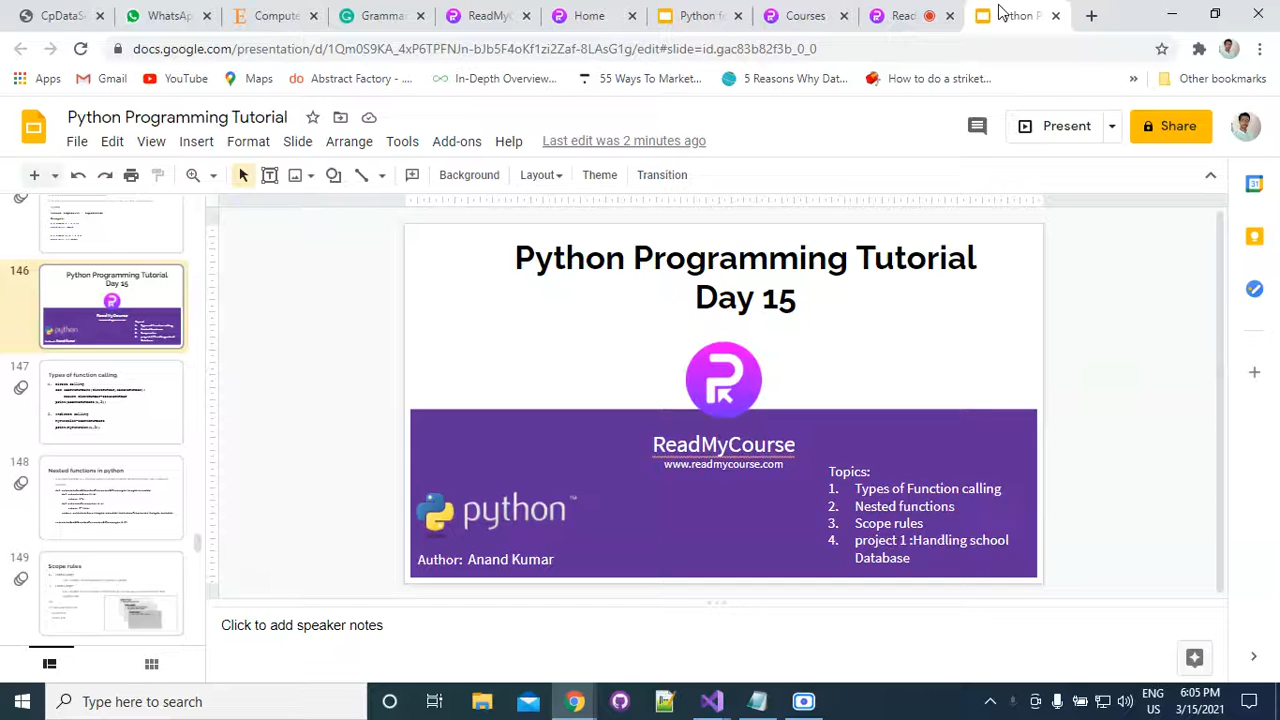 CpDataS
WhatsAp
Comput
Gramma
ReadMy
Home
Python f
Courses
Read
Python P
docs.google.com/presentation/d/1Qm0S9KA_4xP6TPFNJn-bJb5F4oYf1zi2Zaf-8LAsG1g/edit#slide=id.gac83b82f3b_0_0
Apps Gmail YouTube Maps Abstract Factory - .... In-Depth Overview... 55 Ways To Market... 5 Reasons Why Dat... How to do a striket... » Other bookmarks
Python Programming Tutorial
File Edit View Insert Format Slide Arrange Tools Add-ons Help Last edit was 2 minutes ago
Present Share
Background Layout Theme Transition
146
Python Programming Tutorial
Day 15
ReadMyCourse
python
147
Types of function calling.
148
Nested functions in python
149
Scope rules
Python Programming Tutorial
Day 15
ReadMyCourse
www.readmycourse.com
python™
Author: Anand Kumar
Topics:
1. Types of Function calling
2. Nested functions
3. Scope rules
4. project 1 :Handling school
Database
Click to add speaker notes
Type here to search
ENG
US
6:05 PM
3/15/2021